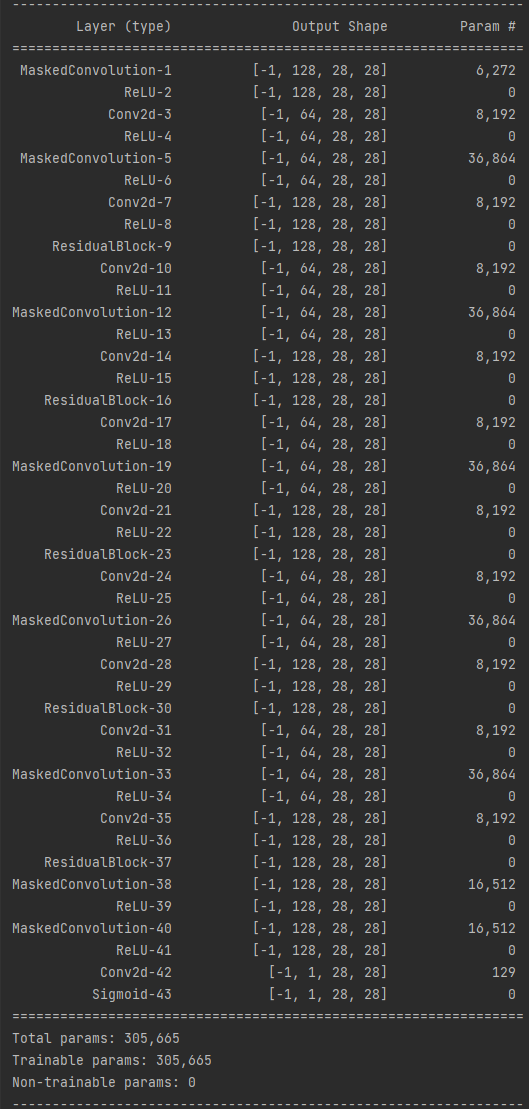 ----------------------------------------------------------------
        Layer (type)               Output Shape         Param #
================================================================
 MaskedConvolution-1          [-1, 128, 28, 28]           6,272
              ReLU-2          [-1, 128, 28, 28]               0
            Conv2d-3           [-1, 64, 28, 28]           8,192
              ReLU-4           [-1, 64, 28, 28]               0
 MaskedConvolution-5           [-1, 64, 28, 28]          36,864
              ReLU-6           [-1, 64, 28, 28]               0
            Conv2d-7          [-1, 128, 28, 28]           8,192
              ReLU-8          [-1, 128, 28, 28]               0
     ResidualBlock-9          [-1, 128, 28, 28]               0
           Conv2d-10           [-1, 64, 28, 28]           8,192
             ReLU-11           [-1, 64, 28, 28]               0
MaskedConvolution-12           [-1, 64, 28, 28]          36,864
             ReLU-13           [-1, 64, 28, 28]               0
           Conv2d-14          [-1, 128, 28, 28]           8,192
             ReLU-15          [-1, 128, 28, 28]               0
    ResidualBlock-16          [-1, 128, 28, 28]               0
           Conv2d-17           [-1, 64, 28, 28]           8,192
             ReLU-18           [-1, 64, 28, 28]               0
MaskedConvolution-19           [-1, 64, 28, 28]          36,864
             ReLU-20           [-1, 64, 28, 28]               0
           Conv2d-21          [-1, 128, 28, 28]           8,192
             ReLU-22          [-1, 128, 28, 28]               0
    ResidualBlock-23          [-1, 128, 28, 28]               0
           Conv2d-24           [-1, 64, 28, 28]           8,192
             ReLU-25           [-1, 64, 28, 28]               0
MaskedConvolution-26           [-1, 64, 28, 28]          36,864
             ReLU-27           [-1, 64, 28, 28]               0
           Conv2d-28          [-1, 128, 28, 28]           8,192
             ReLU-29          [-1, 128, 28, 28]               0
    ResidualBlock-30          [-1, 128, 28, 28]               0
           Conv2d-31           [-1, 64, 28, 28]           8,192
             ReLU-32           [-1, 64, 28, 28]               0
MaskedConvolution-33           [-1, 64, 28, 28]          36,864
             ReLU-34           [-1, 64, 28, 28]               0
           Conv2d-35          [-1, 128, 28, 28]           8,192
             ReLU-36          [-1, 128, 28, 28]               0
    ResidualBlock-37          [-1, 128, 28, 28]               0
MaskedConvolution-38          [-1, 128, 28, 28]          16,512
             ReLU-39          [-1, 128, 28, 28]               0
MaskedConvolution-40          [-1, 128, 28, 28]          16,512
             ReLU-41          [-1, 128, 28, 28]               0
           Conv2d-42            [-1, 1, 28, 28]             129
          Sigmoid-43            [-1, 1, 28, 28]               0
================================================================
Total params: 305,665
Trainable params: 305,665
Non-trainable params: 0
----------------------------------------------------------------